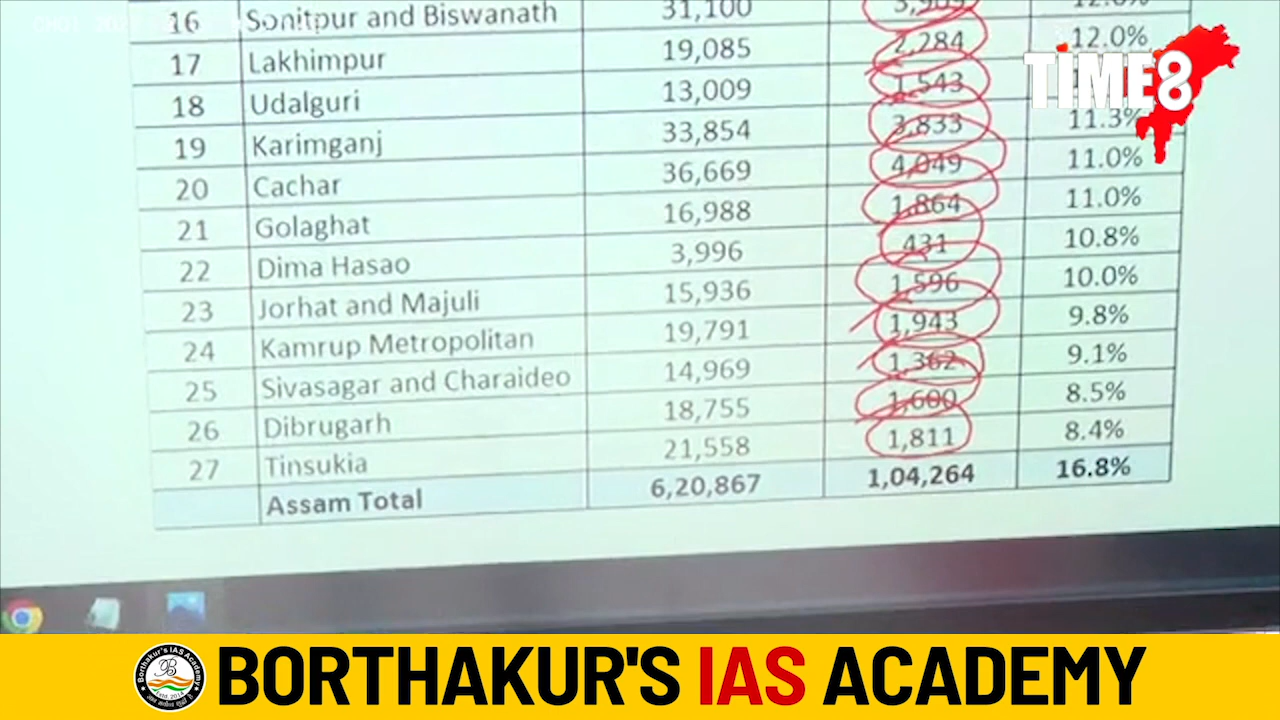 16 Sonitpur and Biswanath 31,100
17 Lakhimpur 19,085 2,284 12.0%
18 Udalguri 13,009 1,543
19 Karimganj 33,854 3,833 11.3%
20 Cachar 36,669 4,049 11.0%
21 Golaghat 16,988 1,864 11.0%
22 Dima Hasao 3,996 431 10.8%
23 Jorhat and Majuli 15,936 1,596 10.0%
24 Kamrup Metropolitan 19,791 1,943 9.8%
25 Sivasagar and Charaideo 14,969 1,362 9.1%
26 Dibrugarh 18,755 1,600 8.5%
27 Tinsukia 21,558 1,811 8.4%
Assam Total 6,20,867 1,04,264 16.8%
TIME8
Borthakur's IAS Academy
BORTHAKUR'S IAS ACADEMY